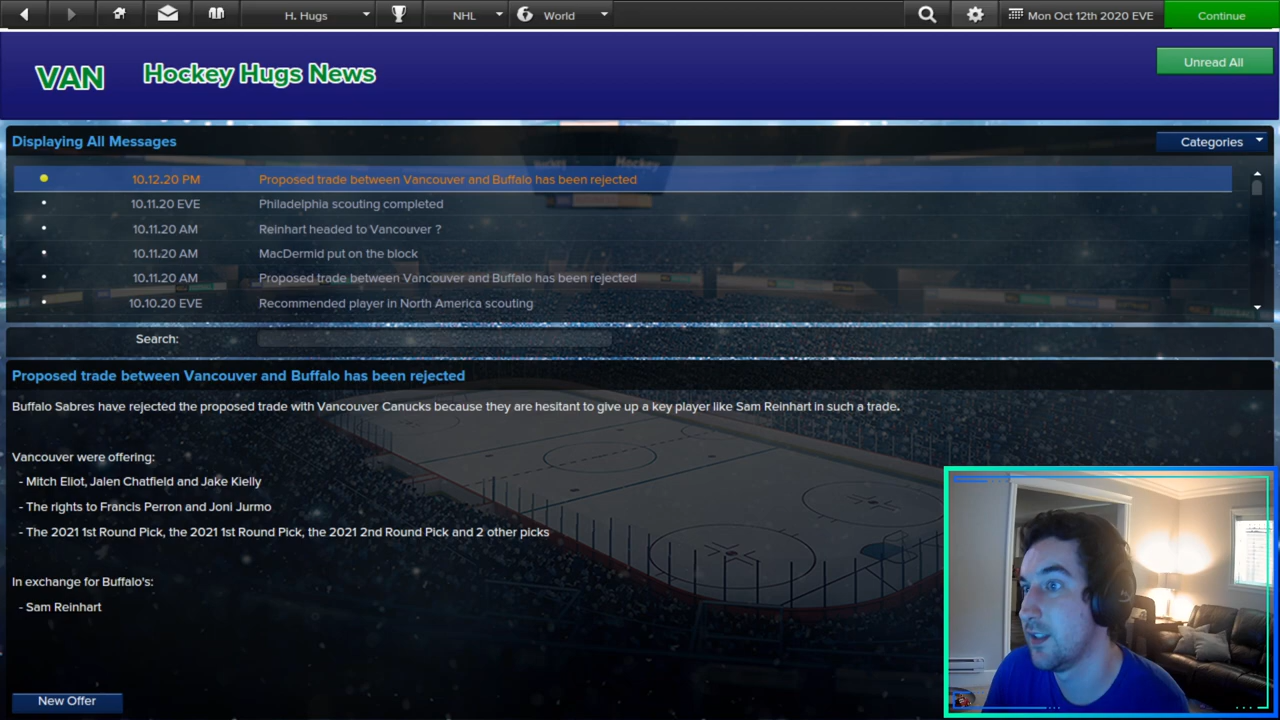 H. Hugs
NHL
World
Mon Oct 12th 2020 EVE
Continue
VAN
Hockey Hugs News
Unread All
Displaying All Messages
Categories
10.12.20 PM Proposed trade between Vancouver and Buffalo has been rejected
10.11.20 EVE Philadelphia scouting completed
10.11.20 AM Reinhart headed to Vancouver ?
10.11.20 AM MacDermid put on the block
10.11.20 AM Proposed trade between Vancouver and Buffalo has been rejected
10.10.20 EVE Recommended player in North America scouting
Search:
Proposed trade between Vancouver and Buffalo has been rejected
Buffalo Sabres have rejected the proposed trade with Vancouver Canucks because they are hesitant to give up a key player like Sam Reinhart in such a trade.
Vancouver were offering:
- Mitch Eliot, Jalen Chatfield and Jake Kielly
- The rights to Francis Perron and Joni Jurmo
- The 2021 1st Round Pick, the 2021 1st Round Pick, the 2021 2nd Round Pick and 2 other picks
In exchange for Buffalo's:
- Sam Reinhart
New Offer